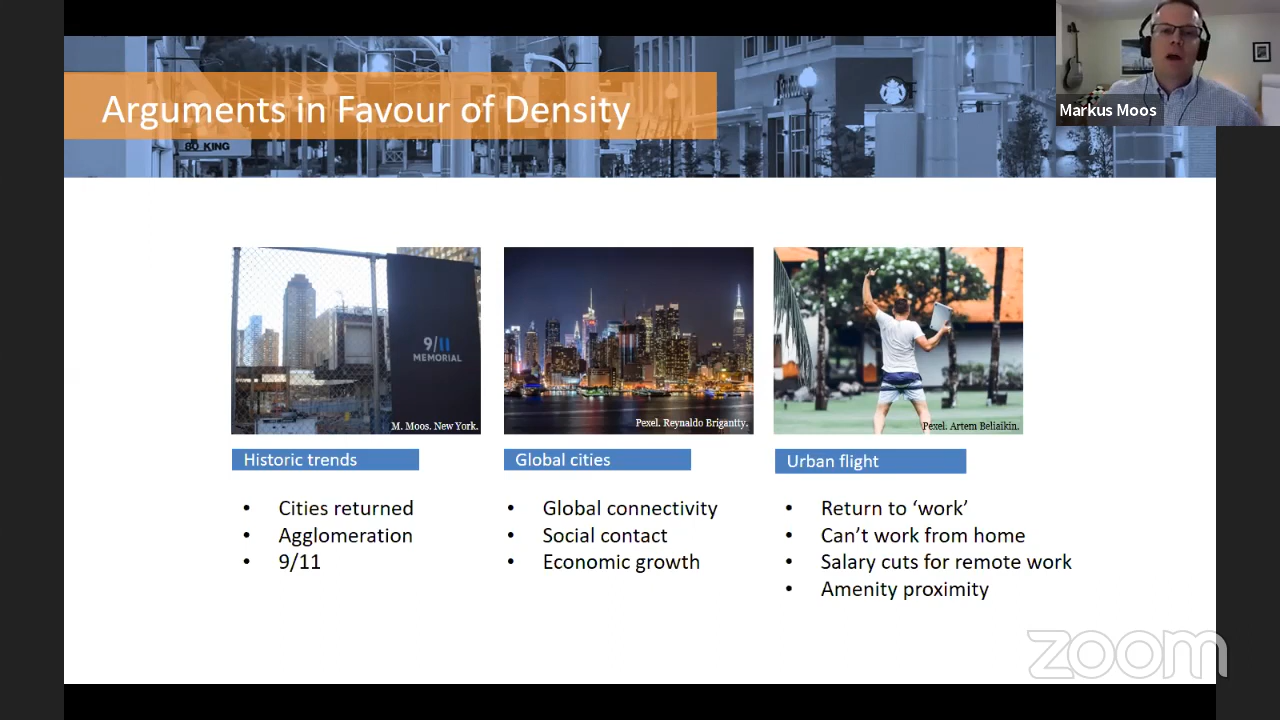 Arguments in Favour of Density
80 KING
Markus Moos
9/11
MEMORIAL
M. Moos. New York.
Pexel. Reynaldo Brigantty.
Pexel. Artem Beliaikin.
Historic trends
• Cities returned
• Agglomeration
• 9/11
Global cities
• Global connectivity
• Social contact
• Economic growth
Urban flight
• Return to ‘work’
• Can’t work from home
• Salary cuts for remote work
• Amenity proximity
zoom